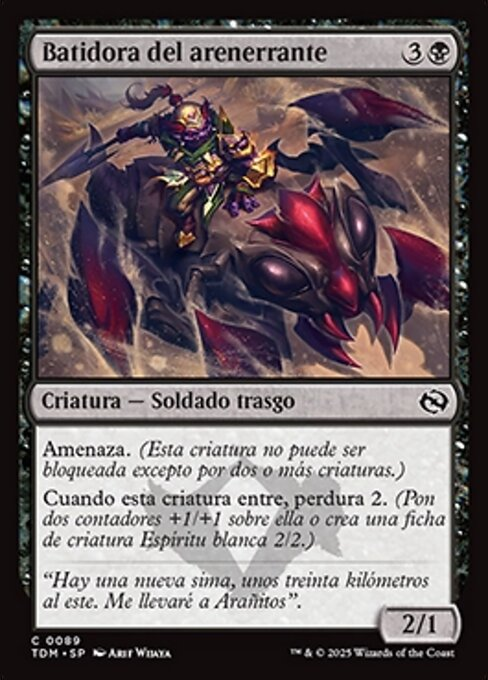 Batidora del arenerrante 3
Criatura — Soldado trasgo
Amenaza. (Esta criatura no puede ser
bloqueada excepto por dos o más criaturas.)
Cuando esta criatura entre, perdura 2. (Pon
dos contadores +1/+1 sobre ella o crea una ficha
de criatura Espíritu blanca 2/2.)
“Hay una nueva sima, unos treinta kilómetros
al este. Me llevaré a Arañitos”.
2/1
C 0089
TDM • SP Arif Wijaya
™ & © 2025 Wizards of the Coast